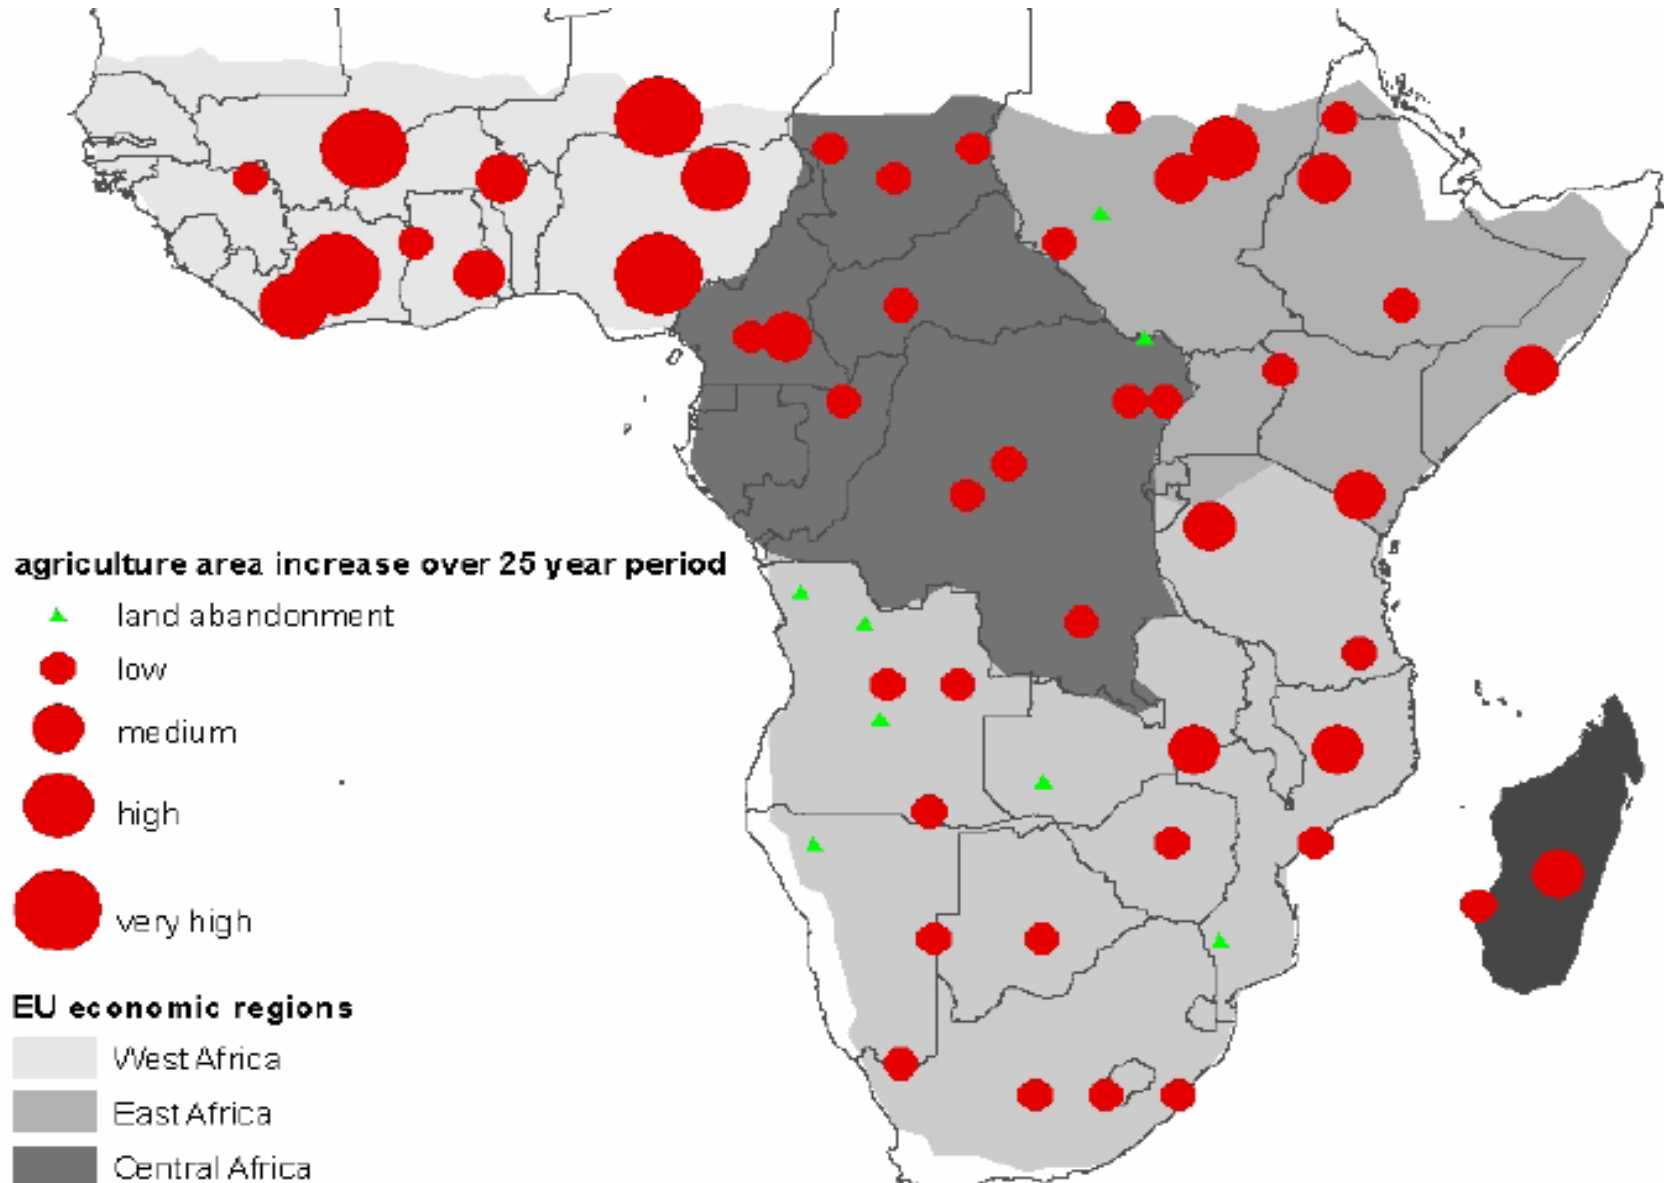 agriculture area increase over 25 year period
land abandonment
low
medium
high
very high
EU economic regions
West Africa
East Africa
Central Africa